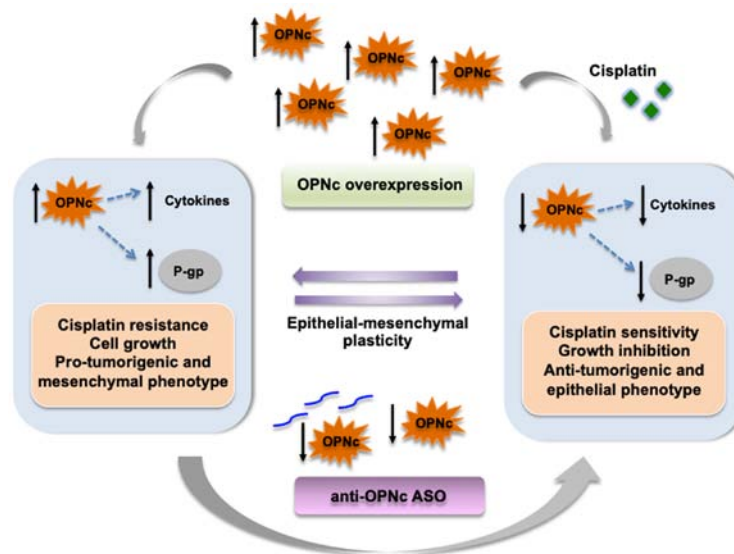 OPNc
OPNc
OPNc
OPNc
OPNc
Cisplatin
OPNc overexpression
OPNc
Cytokines
P-gp
Cisplatin resistance
Cell growth
Pro-tumorigenic and
mesenchymal phenotype
Epithelial-mesenchymal
plasticity
OPNc
Cytokines
P-gp
Cisplatin sensitivity
Growth inhibition
Anti-tumorigenic and
epithelial phenotype
OPNc
OPNc
anti-OPNc ASO